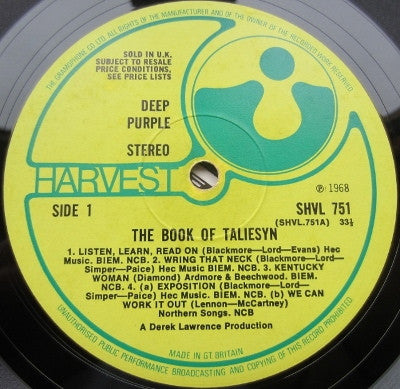 THE GRAMOPHONE CO. LTD. ALL RIGHTS OF THE MANUFACTURER AND OF THE OWNER OF THE RECORDED WORK RESERVED
SOLD IN U.K.
SUBJECT TO RESALE
PRICE CONDITIONS,
SEE PRICE LISTS
DEEP
PURPLE
STEREO
HARVEST
℗ 1968
SIDE 1
SHVL 751
(SHVL.751A) 33⅓
THE BOOK OF TALIESYN
1. LISTEN, LEARN, READ ON (Blackmore—Lord—Evans) Hec
Music. BIEM. NCB. 2. WRING THAT NECK (Blackmore—Lord—
Simper—Paice) Hec Music BIEM. NCB. 3. KENTUCKY
WOMAN (Diamond) Ardmore & Beechwood. BIEM.
NCB. 4. (a) EXPOSITION (Blackmore—Lord—
Simper—Paice) Hec Music. BIEM. NCB. (b) WE CAN
WORK IT OUT (Lennon—McCartney)
Northern Songs. NCB
A Derek Lawrence Production
MADE IN GT. BRITAIN
UNAUTHORISED PUBLIC PERFORMANCE BROADCASTING AND COPYING OF THIS RECORD PROHIBITED